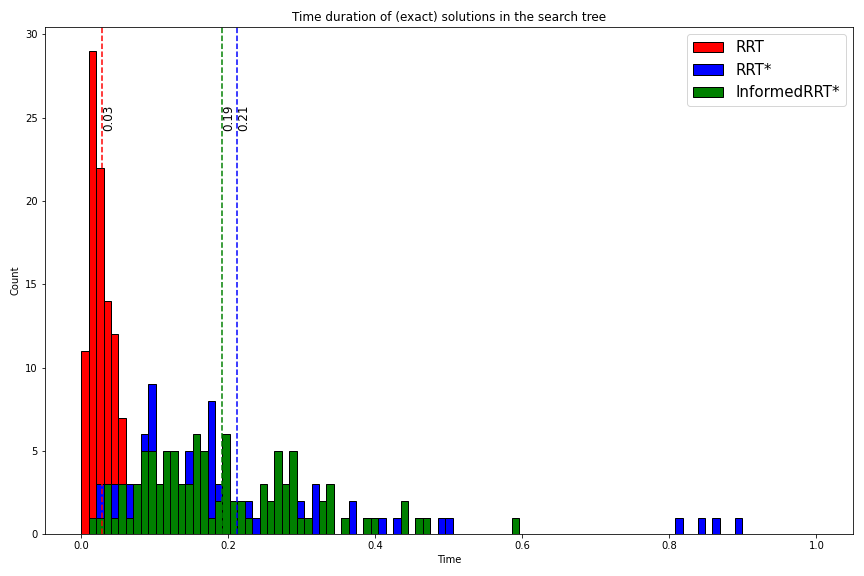 Time duration of (exact) solutions in the search tree
RRT
RRT*
InformedRRT*
30
25
20
15
10
5
0
Count
0.03
0.19
0.21
0.0
0.2
0.4
0.6
0.8
1.0
Time